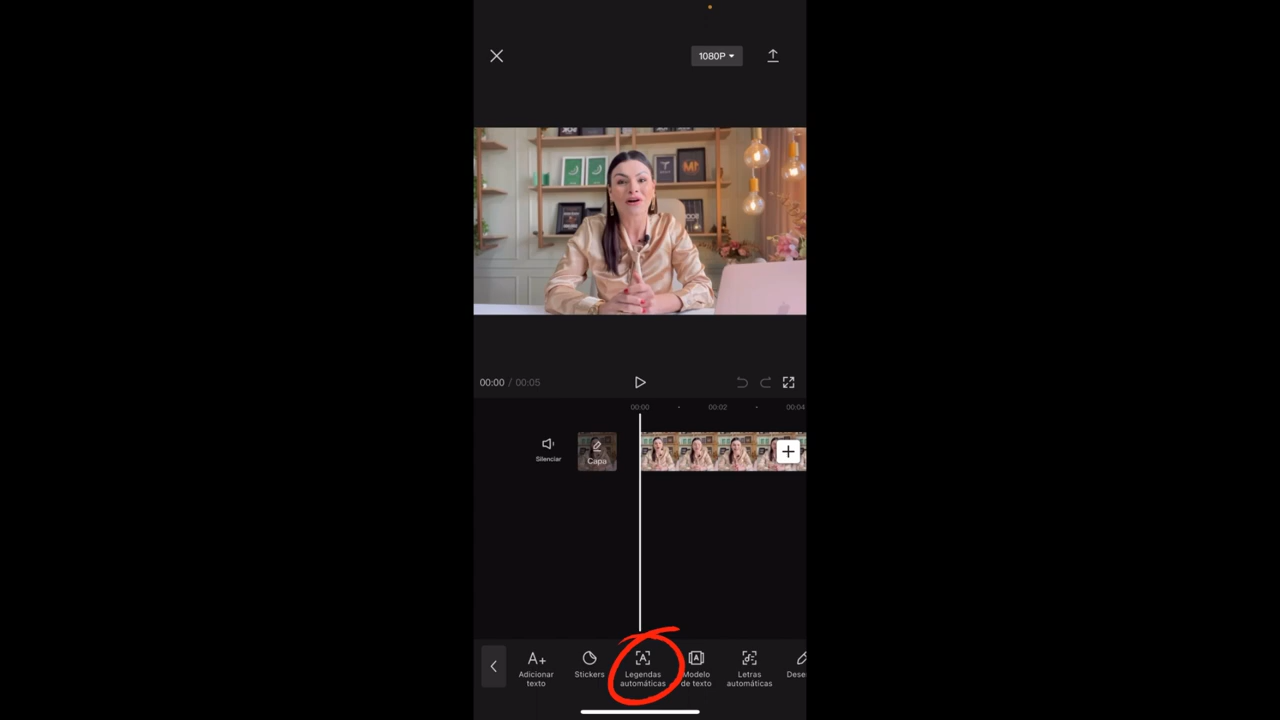 1080P
00:00 / 00:05
00:00
00:02
00:04
Silenciar
Capa
Adicionar
texto
Stickers
Legendas
automáticas
Modelo
de texto
Letras
automáticas
Dese